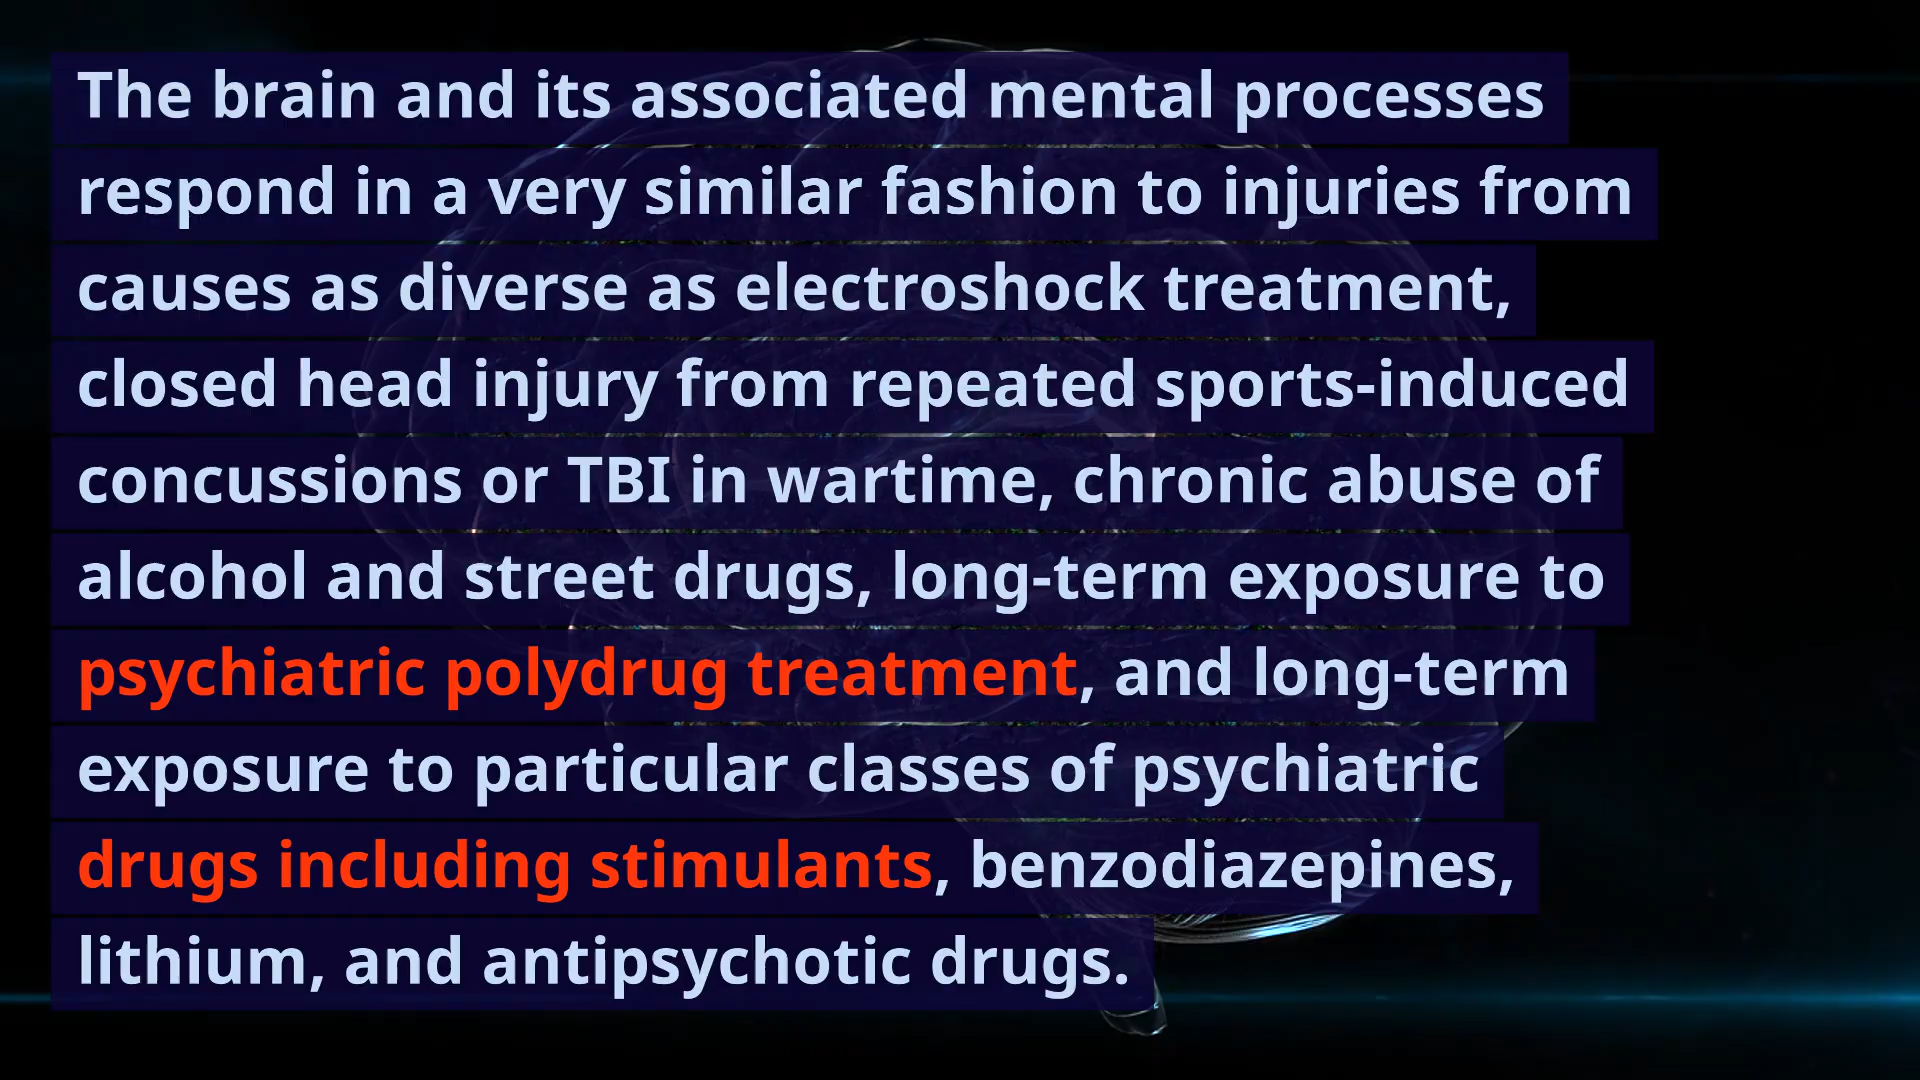 The brain and its associated mental processes
respond in a very similar fashion to injuries from
causes as diverse as electroshock treatment,
closed head injury from repeated sports-induced
concussions or TBI in wartime, chronic abuse of
alcohol and street drugs, long-term exposure to
psychiatric polydrug treatment, and long-term
exposure to particular classes of psychiatric
drugs including stimulants, benzodiazepines,
lithium, and antipsychotic drugs.